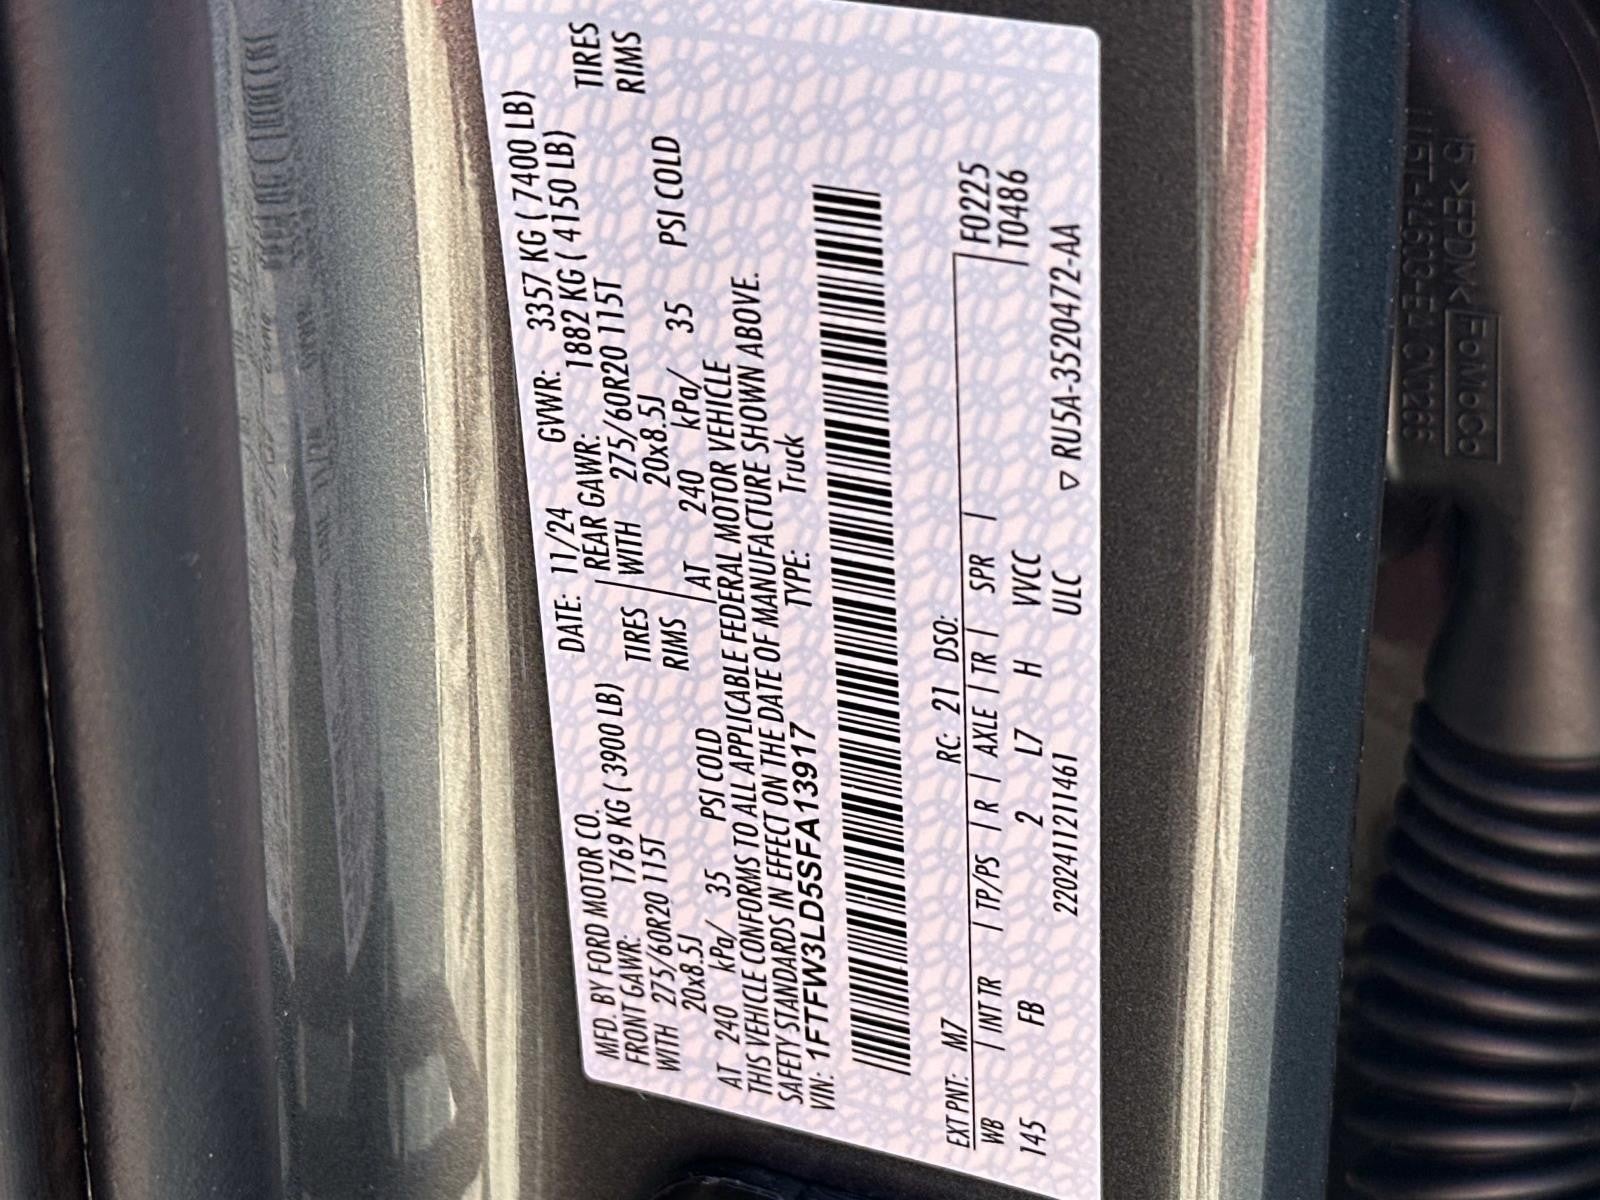 MFD. BY FORD MOTOR CO.
DATE: 11/24 GVWR: 3357 KG ( 7400 LB)
FRONT GAWR: 1769 KG ( 3900 LB) REAR GAWR: 1882 KG ( 4150 LB)
WITH 275/60R20 115T TIRES WITH 275/60R20 115T TIRES
20x8.5J RIMS 20x8.5J RIMS
AT 240 kPa/ 35 PSI COLD AT 240 kPa/ 35 PSI COLD
THIS VEHICLE CONFORMS TO ALL APPLICABLE FEDERAL MOTOR VEHICLE
SAFETY STANDARDS IN EFFECT ON THE DATE OF MANUFACTURE SHOWN ABOVE.
VIN: 1FTFW3LD5SFA13917 TYPE: Truck
EXT PNT: M7 RC: 21 DSO: F0225
WB INT TR TP/PS R AXLE TR SPR T0486
145 FB 2 L7 H VVCC
2202411211461 ULC ▽ RU5A-3520472-AA
>EPDM< FoMoCo